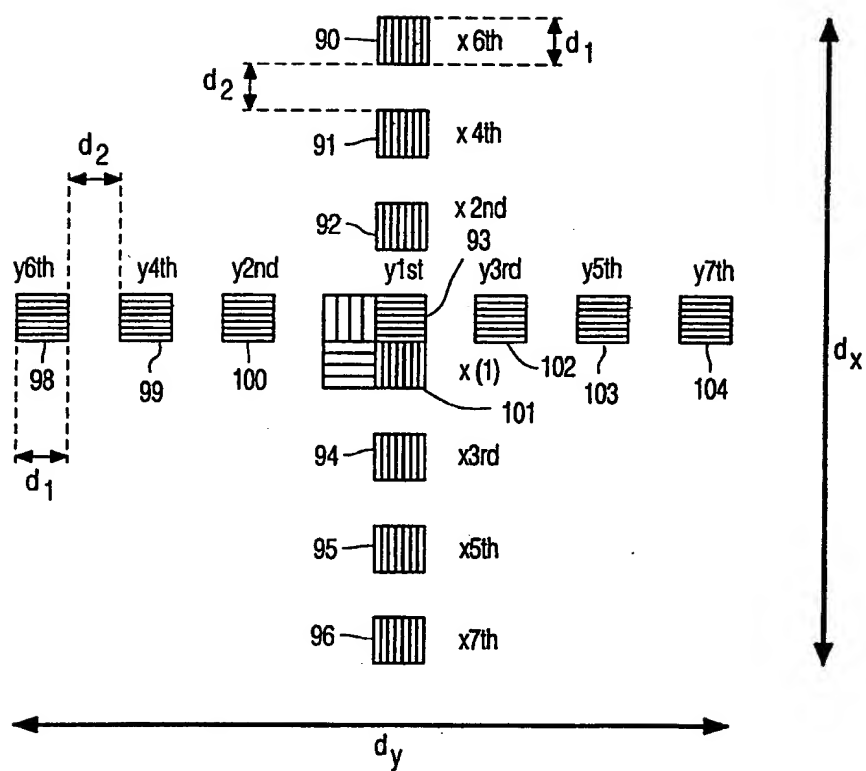 90 x 6th d1
d2
91 x 4th
d2
92 x 2nd
93
y6th y4th y2nd y1st y3rd y5th y7th
98 99 100 x (1) 102 103 104 dx
101
d1 94 x3rd
95 x5th
96 x7th
dy